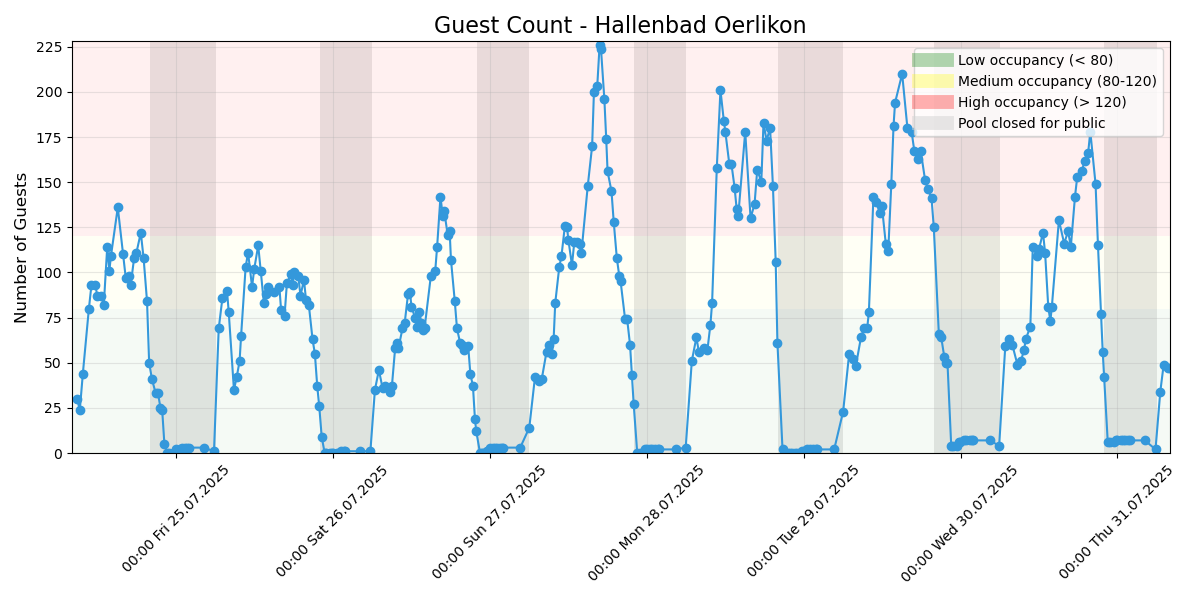 Guest Count - Hallenbad Oerlikon
Number of Guests
225
200
175
150
125
100
75
50
25
0
Low occupancy (< 80)
Medium occupancy (80-120)
High occupancy (> 120)
Pool closed for public
00:00 Fri 25.07.2025
00:00 Sat 26.07.2025
00:00 Sun 27.07.2025
00:00 Mon 28.07.2025
00:00 Tue 29.07.2025
00:00 Wed 30.07.2025
00:00 Thu 31.07.2025